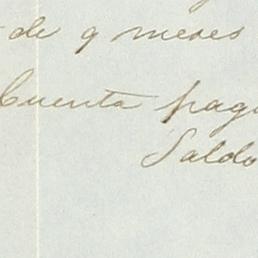 de 9 meses
Cuenta pag
Saldo